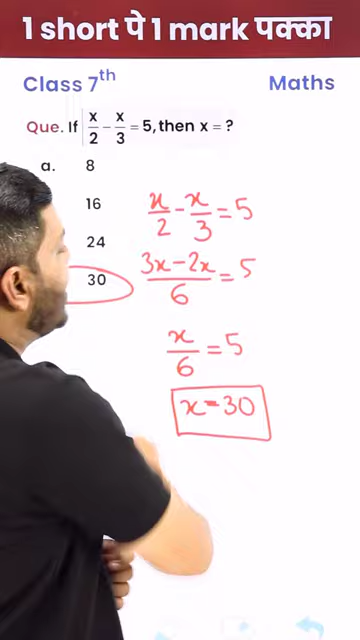 1 short पे 1 mark पक्का
Class 7th Maths
Que. If x/2 - x/3 = 5, then x = ?
a. 8
16
24
30
x/2 - x/3 = 5
3x - 2x/6 = 5
x/6 = 5
x = 30